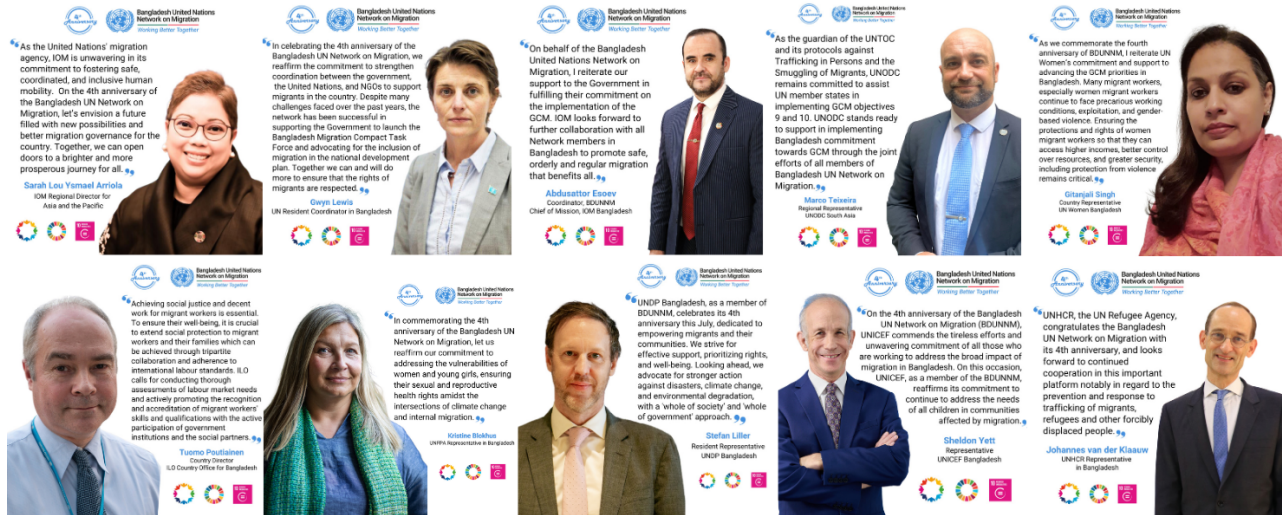 4th Anniversary
Bangladesh United Nations
Network on Migration
Working Better Together
As the United Nations' migration
agency, IOM is unwavering in its
commitment to fostering safe,
coordinated, and inclusive human
mobility. On the 4th anniversary of
the Bangladesh UN Network on
Migration, let's envision a future
filled with new possibilities and
better migration governance for the
country. Together, we can open
doors to a brighter and more
prosperous journey for all.
Sarah Lou Ysmael Arriola
IOM Regional Director for
Asia and the Pacific
4th Anniversary
Bangladesh United Nations
Network on Migration
Working Better Together
In celebrating the 4th anniversary of the
Bangladesh UN Network on Migration, we
reaffirm the commitment to strengthen
coordination between the government,
the United Nations, and NGOs to support
migrants in the country. Despite many
challenges faced over the past years, the
network has been successful in
supporting the Government to launch the
Bangladesh Migration Compact Task
Force and advocating for the inclusion of
migration in the national development
plan. Together we can and will do
more to ensure that the rights of
migrants are respected.
Gwyn Lewis
UN Resident Coordinator in Bangladesh
4th Anniversary
Bangladesh United Nations
Network on Migration
Working Better Together
On behalf of the Bangladesh
United Nations Network on
Migration, I reiterate our
support to the Government in
fulfilling their commitment on
the implementation of the
GCM. IOM looks forward to
further collaboration with all
Network members in
Bangladesh to promote safe,
orderly and regular migration
that benefits all.
Abdusattor Esoev
Coordinator, BDUNNM
Chief of Mission, IOM Bangladesh
Bangladesh United Nations
Network on Migration
Working Better Together
As the guardian of the UNTOC
and its protocols against
Trafficking in Persons and the
Smuggling of Migrants, UNODC
remains committed to assist
UN member states in
implementing GCM objectives
9 and 10. UNODC stands ready
to support in implementing
Bangladesh commitment
towards GCM through the joint
efforts of all members of
Bangladesh UN Network on
Migration.
Marco Teixeira
Regional Representative
UNODC South Asia
4th Anniversary
Bangladesh United Nations
Network on Migration
Working Better Together
As we commemorate the fourth
anniversary of BDUNNM, I reiterate UN
Women's commitment and support to
advancing the GCM priorities in
Bangladesh. Many migrant workers,
especially women migrant workers
continue to face precarious working
conditions, exploitation, and gender-
based violence. Ensuring the
protections and rights of women
migrant workers so that they can
access higher incomes, better control
over resources, and greater security,
including protection from violence
remains critical.
Gitanjali Singh
Country Representative
UN Women Bangladesh
4th Anniversary
Bangladesh United Nations
Network on Migration
Working Better Together
Achieving social justice and decent
work for migrant workers is essential.
To ensure their well-being, it is crucial
to extend social protection to migrant
workers and their families which can
be achieved through tripartite
collaboration and adherence to
international labour standards. ILO
calls for conducting thorough
assessments of labour market needs
and actively promoting the recognition
and accreditation of migrant workers'
skills and qualifications with the active
participation of government
institutions and the social partners.
Tuomo Poutiainen
Country Director
ILO Country Office for Bangladesh
Bangladesh United Nations
Network on Migration
Working Better Together
In commemorating the 4th
anniversary of the Bangladesh UN
Network on Migration, let us
reaffirm our commitment to
addressing the vulnerabilities of
women and young girls, ensuring
their sexual and reproductive
health rights amidst the
intersections of climate change
and internal migration.
Kristine Blokhus
UNFPA Representative in Bangladesh
4th Anniversary
Bangladesh United Nations
Network on Migration
Working Better Together
UNDP Bangladesh, as a member of
BDUNNM, celebrates its 4th
anniversary this July, dedicated to
empowering migrants and their
communities. We strive for
effective support, prioritizing rights,
and well-being. Looking ahead, we
advocate for stronger action
against disasters, climate change,
and environmental degradation,
with a 'whole of society' and 'whole
of government' approach.
Stefan Liller
Resident Representative
UNDP Bangladesh
4th Anniversary
Bangladesh United Nations
Network on Migration
Working Better Together
On the 4th anniversary of the Bangladesh
UN Network on Migration (BDUNNM),
UNICEF commends the tireless efforts and
unwavering commitment of all those who
are working to address the broad impact of
migration in Bangladesh. On this occasion,
UNICEF, as a member of the BDUNNM,
reaffirms its commitment to
continue to address the needs
of all children in communities
affected by migration.
Sheldon Yett
Representative
UNICEF Bangladesh
4th Anniversary
Bangladesh United Nations
Network on Migration
Working Better Together
UNHCR, the UN Refugee Agency,
congratulates the Bangladesh
UN Network on Migration with
its 4th anniversary, and looks
forward to continued
cooperation in this important
platform notably in regard to the
prevention and response to
trafficking of migrants,
refugees and other forcibly
displaced people.
Johannes van der Klaauw
UNHCR Representative
in Bangladesh